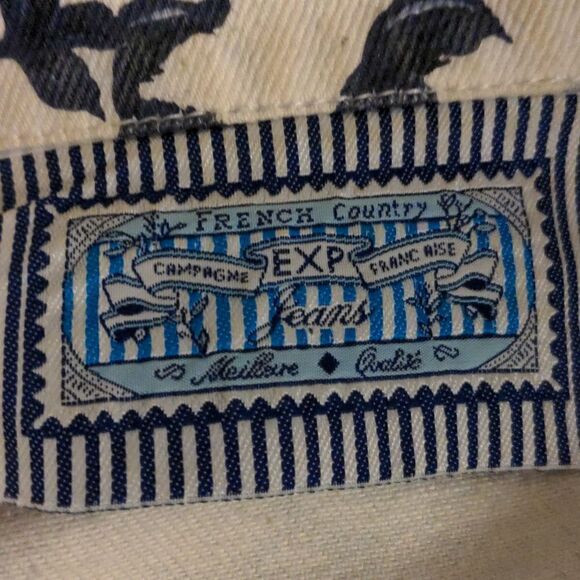 FRENCH Country
CAMPAGNE EXP FRANCAISE
Jeans
Meilleure Qualité